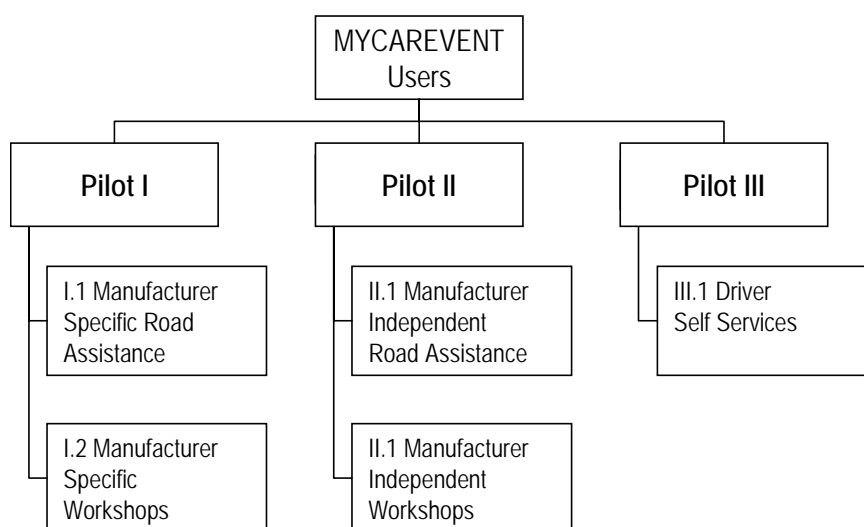 MYCAREVENT
Users
Pilot I
Pilot II
Pilot III
I.1 Manufacturer
Specific Road
Assistance
II.1 Manufacturer
Independent
Road Assistance
III.1 Driver
Self Services
I.2 Manufacturer
Specific
Workshops
II.1 Manufacturer
Independent
Workshops